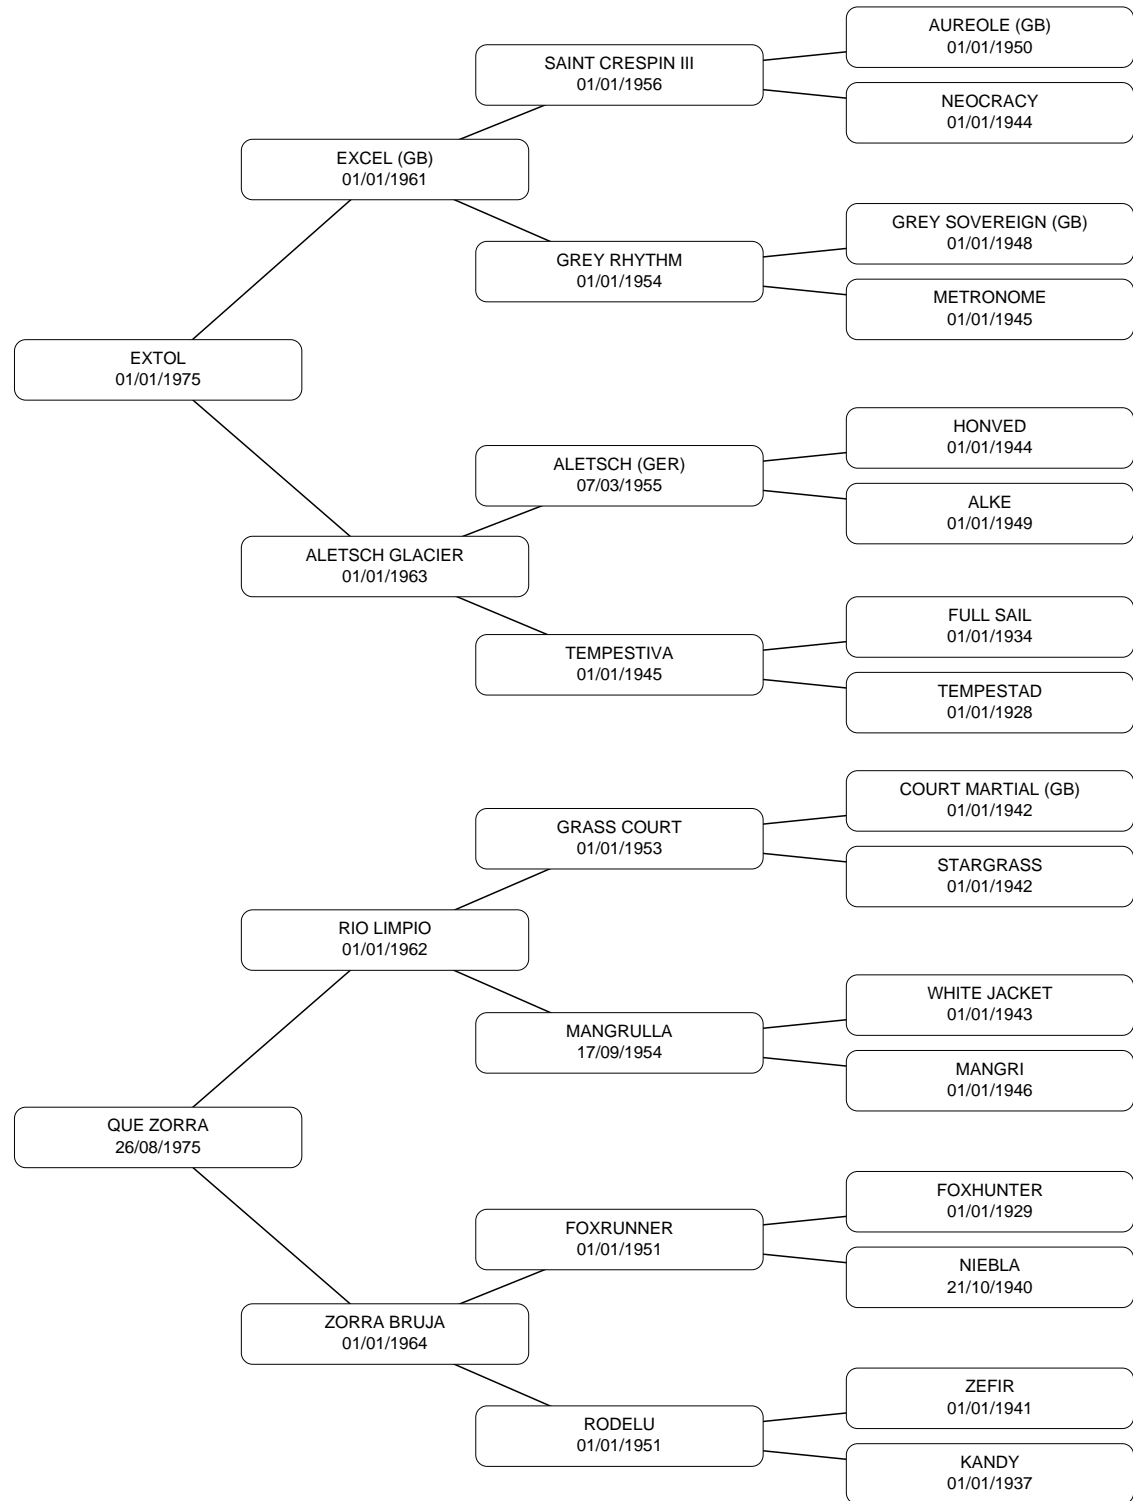 AUREOLE (GB)
01/01/1950
SAINT CRESPIN III
01/01/1956
NEOCRACY
01/01/1944
EXCEL (GB)
01/01/1961
GREY SOVEREIGN (GB)
01/01/1948
GREY RHYTHM
01/01/1954
METRONOME
01/01/1945
EXTOL
01/01/1975
HONVED
01/01/1944
ALETSCH (GER)
07/03/1955
ALKE
01/01/1949
ALETSCH GLACIER
01/01/1963
FULL SAIL
01/01/1934
TEMPESTIVA
01/01/1945
TEMPESTAD
01/01/1928
COURT MARTIAL (GB)
01/01/1942
GRASS COURT
01/01/1953
STARGRASS
01/01/1942
RIO LIMPIO
01/01/1962
WHITE JACKET
01/01/1943
MANGRULLA
17/09/1954
MANGRI
01/01/1946
QUE ZORRA
26/08/1975
FOXHUNTER
01/01/1929
FOXRUNNER
01/01/1951
NIEBLA
21/10/1940
ZORRA BRUJA
01/01/1964
ZEFIR
01/01/1941
RODELU
01/01/1951
KANDY
01/01/1937